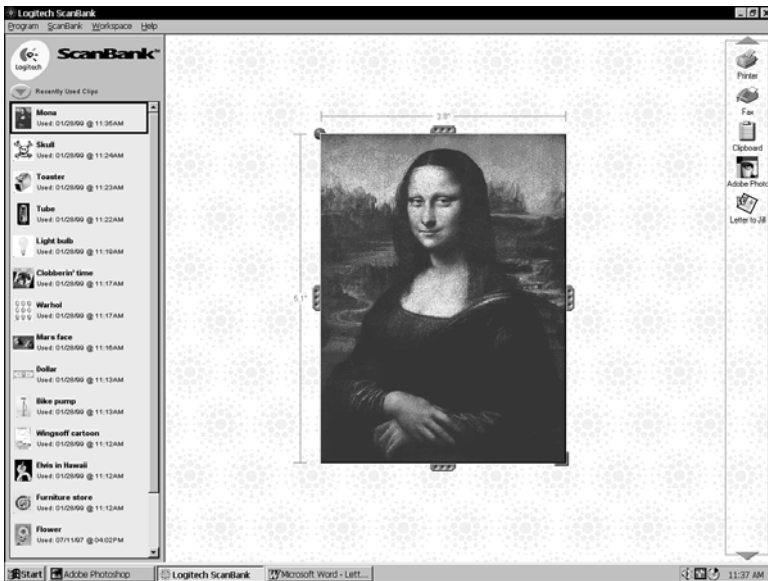 Logitech ScanBank
Program ScanBank Workspace Help
Logitech
ScanBank™
Recently Used Clips
Mona
Used: 01/28/99 @ 11:35AM
Skull
Used: 01/28/99 @ 11:24AM
Toaster
Used: 01/28/99 @ 11:23AM
Tube
Used: 01/28/99 @ 11:22AM
Light bulb
Used: 01/28/99 @ 11:19AM
Clobberin' time
Used: 01/28/99 @ 11:17AM
Warhol
Used: 01/28/99 @ 11:17AM
Mars face
Used: 01/28/99 @ 11:16AM
Dollar
Used: 01/28/99 @ 11:13AM
Bike pump
Used: 01/28/99 @ 11:13AM
Wingsoff cartoon
Used: 01/28/99 @ 11:12AM
Elvis in Hawaii
Used: 01/28/99 @ 11:12AM
Furniture store
Used: 01/28/99 @ 11:12AM
Flower
Used: 07/11/97 @ 04:02PM
3.8"
5.1"
Printer
Fax
Clipboard
Adobe Photo
Letter to Jill
Start Adobe Photoshop Logitech ScanBank Microsoft Word - Lett... 11:37 AM